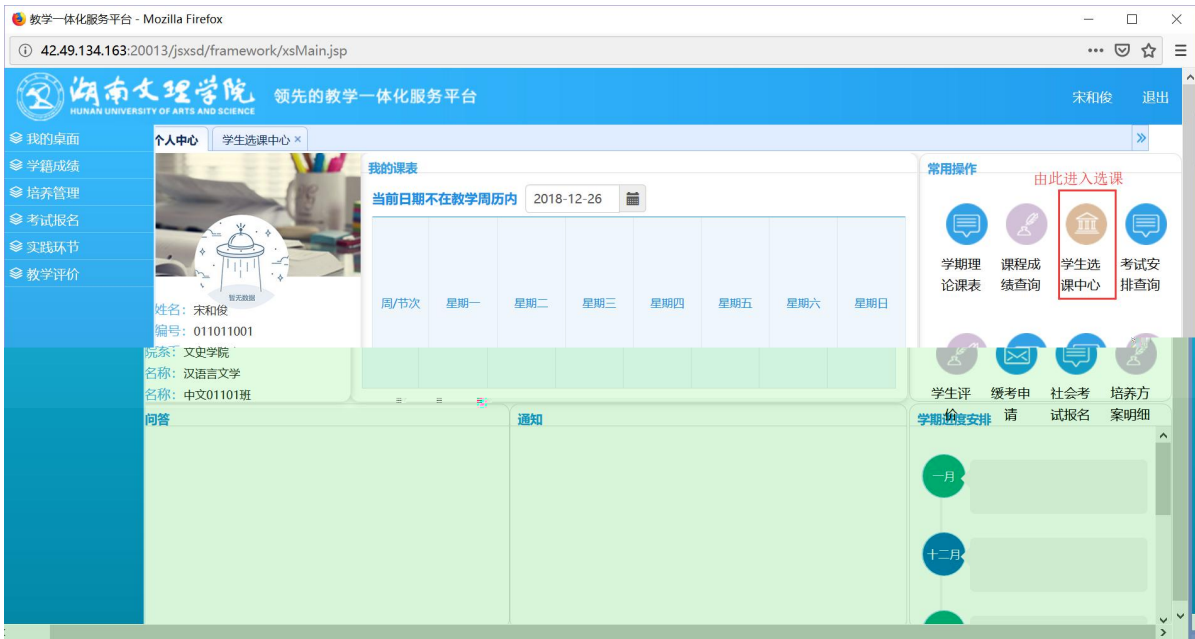 教学一体化服务平台 - Mozilla Firefox
42.49.134.163:20013/jsxsd/framework/xsMain.jsp
湖南文理学院
HUNAN UNIVERSITY OF ARTS AND SCIENCE
领先的教学一体化服务平台
宋和俊 退出
我的桌面
学籍成绩
培养管理
考试报名
实践环节
教学评价
个人中心 学生选课中心
暂无数据
姓名：宋和俊
编号：011011001
院系：文史学院
名称：汉语言文学
名称：中文01101班
我的课表
当前日期不在教学周历内 2018-12-26
周/节次 星期一 星期二 星期三 星期四 星期五 星期六 星期日
常用操作
由此进入选课
学期理论课表
课程成绩查询
学生选课中心
考试安排查询
学生评价
缓考申请
社会考试报名
培养方案明细
问答
通知
学期进度安排
一月
十二月